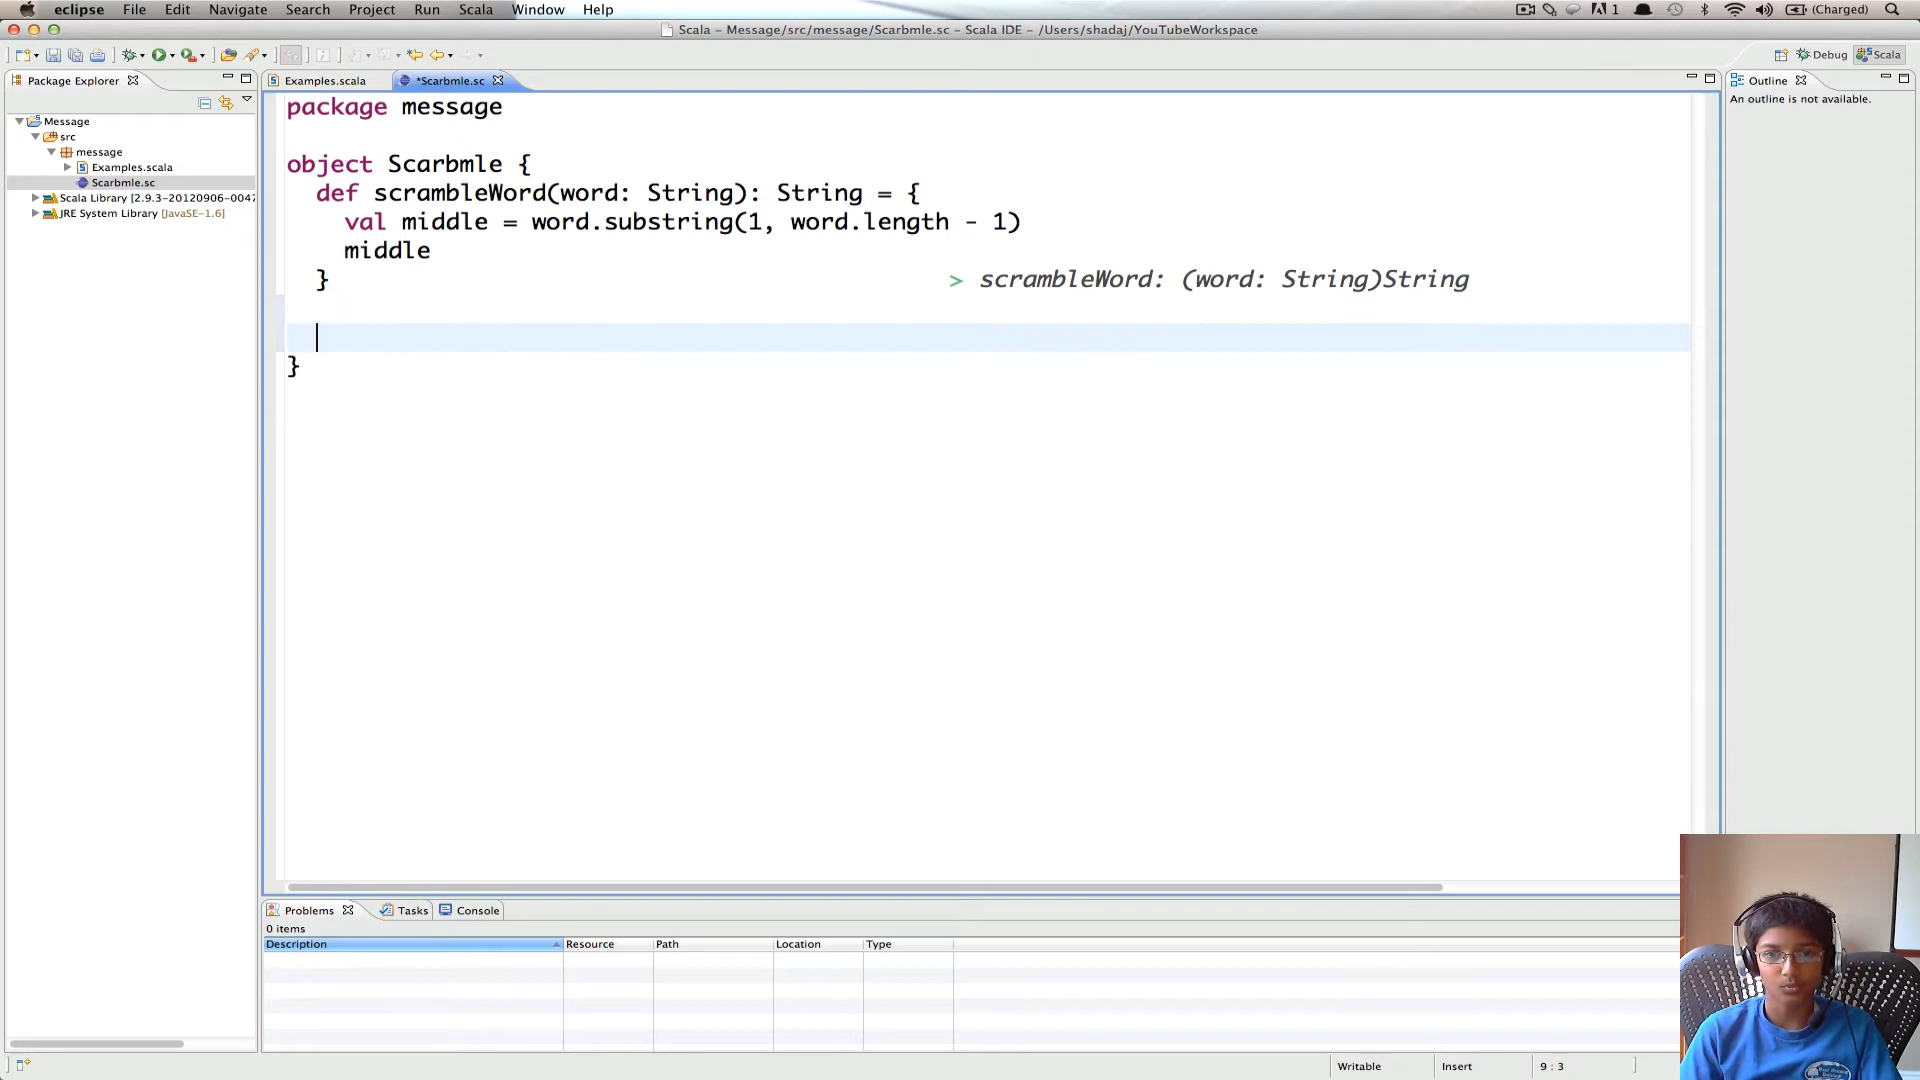 eclipse File Edit Navigate Search Project Run Scala Window Help 1 (Charged)
Scala – Message/src/message/Scarbmle.sc – Scala IDE – /Users/shadaj/YouTubeWorkspace
Debug Scala
Package Explorer
Examples.scala *Scarbmle.sc
Outline
An outline is not available.
Message
src
message
Examples.scala
Scarbmle.sc
Scala Library [2.9.3-20120906-0047
JRE System Library [JavaSE-1.6]
package message
object Scarbmle {
def scrambleWord(word: String): String = {
val middle = word.substring(1, word.length - 1)
middle
} > scrambleWord: (word: String)String
}
Problems Tasks Console
0 items
Description Resource Path Location Type
Writable Insert 9 : 3